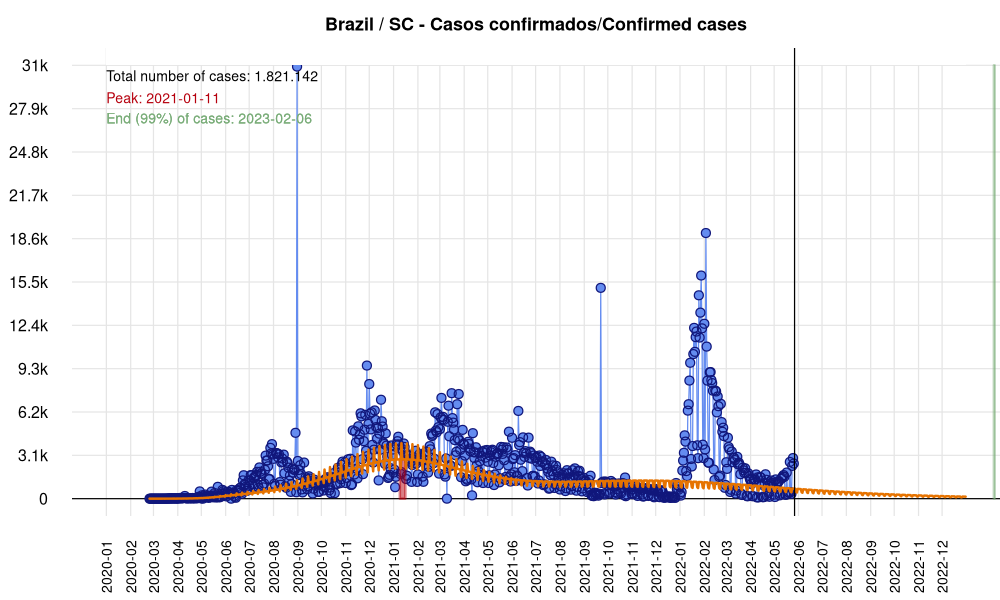 Brazil / SC - Casos confirmados/Confirmed cases
Total number of cases: 1.821.142
Peak: 2021-01-11
End (99%) of cases: 2023-02-06
31k
27.9k
24.8k
21.7k
18.6k
15.5k
12.4k
9.3k
6.2k
3.1k
0
2020-01
2020-02
2020-03
2020-04
2020-05
2020-06
2020-07
2020-08
2020-09
2020-10
2020-11
2020-12
2021-01
2021-02
2021-03
2021-04
2021-05
2021-06
2021-07
2021-08
2021-09
2021-10
2021-11
2021-12
2022-01
2022-02
2022-03
2022-04
2022-05
2022-06
2022-07
2022-08
2022-09
2022-10
2022-11
2022-12